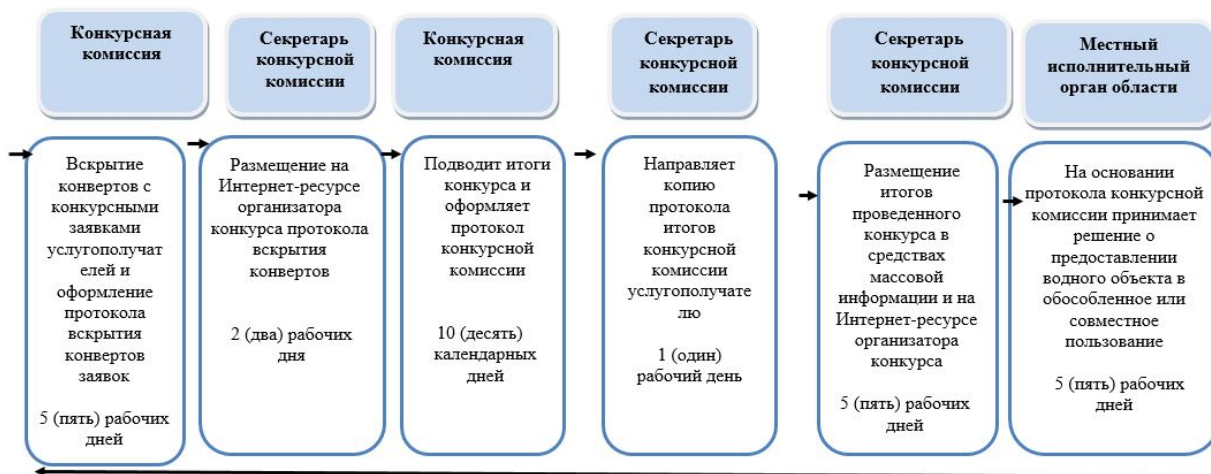 Конкурсная
комиссия
Секретарь
конкурсной
комиссии
Конкурсная
комиссия
Секретарь
конкурсной
комиссии
Секретарь
конкурсной
комиссии
Местный
исполнительный
орган области
Вскрытие
конвертов с
конкурсными
заявками
услугополучат
елей и
оформление
протокола
вскрытия
конвертов
заявок
5 (пять) рабочих
дней
Размещение на
Интернет-ресурсе
организатора
конкурса протокола
вскрытия
конвертов
2 (два) рабочих
дня
Подводит итоги
конкурса и
оформляет
протокол
конкурсной
комиссии
10 (десять)
календарных
дней
Направляет
копию
протокола
итогов
конкурсной
комиссии
услугополучате
лю
1 (один)
рабочий день
Размещение
итогов
проведенного
конкурса в
средствах
массовой
информации и на
Интернет-ресурсе
организатора
конкурса
5 (пять) рабочих
дней
На основании
протокола конкурсной
комиссии принимает
решение о
предоставлении
водного объекта в
обособленное или
совместное
пользование
5 (пять) рабочих
дней